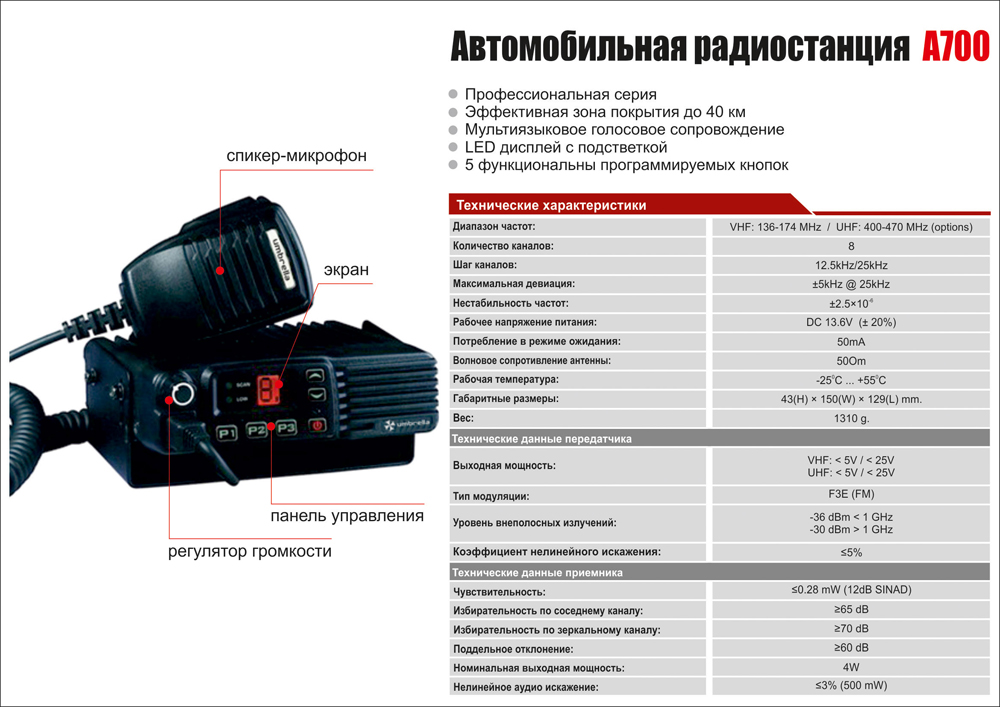 Автомобильная радиостанция A700
Профессиональная серия
Эффективная зона покрытия до 40 км
Мультиязыковое голосовое сопровождение
LED дисплей с подстветкой
5 функциональны программируемых кнопок
спикер-микрофон
umbrella
экран
SCAN
LOW
8.
P1 P2 P3
umbrella
панель управления
регулятор громкости
Технические характеристики
Диапазон частот: VHF: 136-174 MHz / UHF: 400-470 MHz (options)
Количество каналов: 8
Шаг каналов: 12.5kHz/25kHz
Максимальная девиация: ±5kHz @ 25kHz
Нестабильность частот: ±2.5×10⁻⁶
Рабочее напряжение питания: DC 13.6V (± 20%)
Потребление в режиме ожидания: 50mA
Волновое сопротивление антенны: 50Om
Рабочая температура: -25°C ... +55°C
Габаритные размеры: 43(H) × 150(W) × 129(L) mm.
Вес: 1310 g.
Технические данные передатчика
Выходная мощность: VHF: < 5V / < 25V
UHF: < 5V / < 25V
Тип модуляции: F3E (FM)
Уровень внеполосных излучений: -36 dBm < 1 GHz
-30 dBm > 1 GHz
Коэффициент нелинейного искажения: ≤5%
Технические данные приемника
Чувствительность: ≤0.28 mW (12dB SINAD)
Избирательность по соседнему каналу: ≥65 dB
Избирательность по зеркальному каналу: ≥70 dB
Поддельное отклонение: ≥60 dB
Номинальная выходная мощность: 4W
Нелинейное аудио искажение: ≤3% (500 mW)